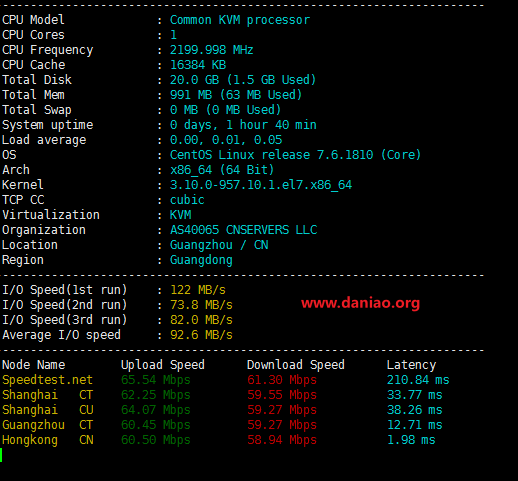 CPU Model : Common KVM processor
CPU Cores : 1
CPU Frequency : 2199.998 MHz
CPU Cache : 16384 KB
Total Disk : 20.0 GB (1.5 GB Used)
Total Mem : 991 MB (63 MB Used)
Total Swap : 0 MB (0 MB Used)
System uptime : 0 days, 1 hour 40 min
Load average : 0.00, 0.01, 0.05
OS : CentOS Linux release 7.6.1810 (Core)
Arch : x86_64 (64 Bit)
Kernel : 3.10.0-957.10.1.el7.x86_64
TCP CC : cubic
Virtualization : KVM
Organization : AS40065 CNSERVERS LLC
Location : Guangzhou / CN
Region : Guangdong
I/O Speed(1st run) : 122 MB/s
I/O Speed(2nd run) : 73.8 MB/s
www.daniao.org
I/O Speed(3rd run) : 82.0 MB/s
Average I/O speed : 92.6 MB/s
Node Name Upload Speed Download Speed Latency
Speedtest.net 65.54 Mbps 61.30 Mbps 210.84 ms
Shanghai CT 62.25 Mbps 59.55 Mbps 33.77 ms
Shanghai CU 64.07 Mbps 59.27 Mbps 38.26 ms
Guangzhou CT 60.45 Mbps 59.27 Mbps 12.71 ms
Hongkong CN 60.50 Mbps 58.94 Mbps 1.98 ms